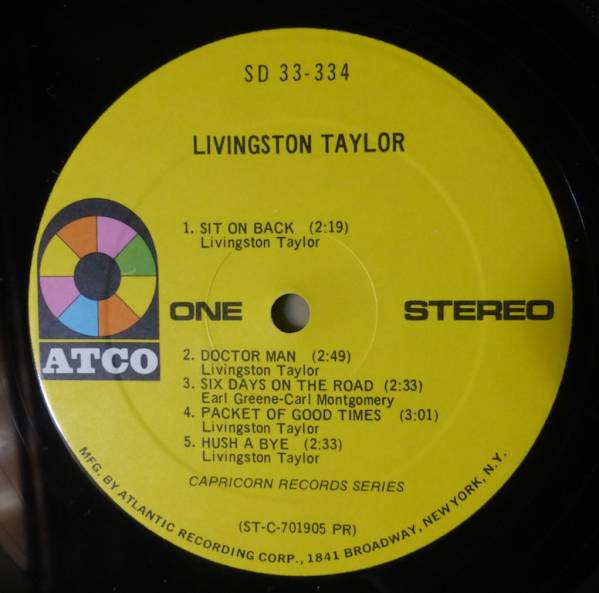 SD 33-334
LIVINGSTON TAYLOR
1. SIT ON BACK (2:19)
Livingston Taylor
ATCO
ONE
STEREO
2. DOCTOR MAN (2:49)
Livingston Taylor
3. SIX DAYS ON THE ROAD (2:33)
Earl Greene-Carl Montgomery
4. PACKET OF GOOD TIMES (3:01)
Livingston Taylor
5. HUSH A BYE (2:33)
Livingston Taylor
CAPRICORN RECORDS SERIES
(ST-C-701905 PR)
MFG. BY ATLANTIC RECORDING CORP., 1841 BROADWAY, NEW YORK, N.Y.